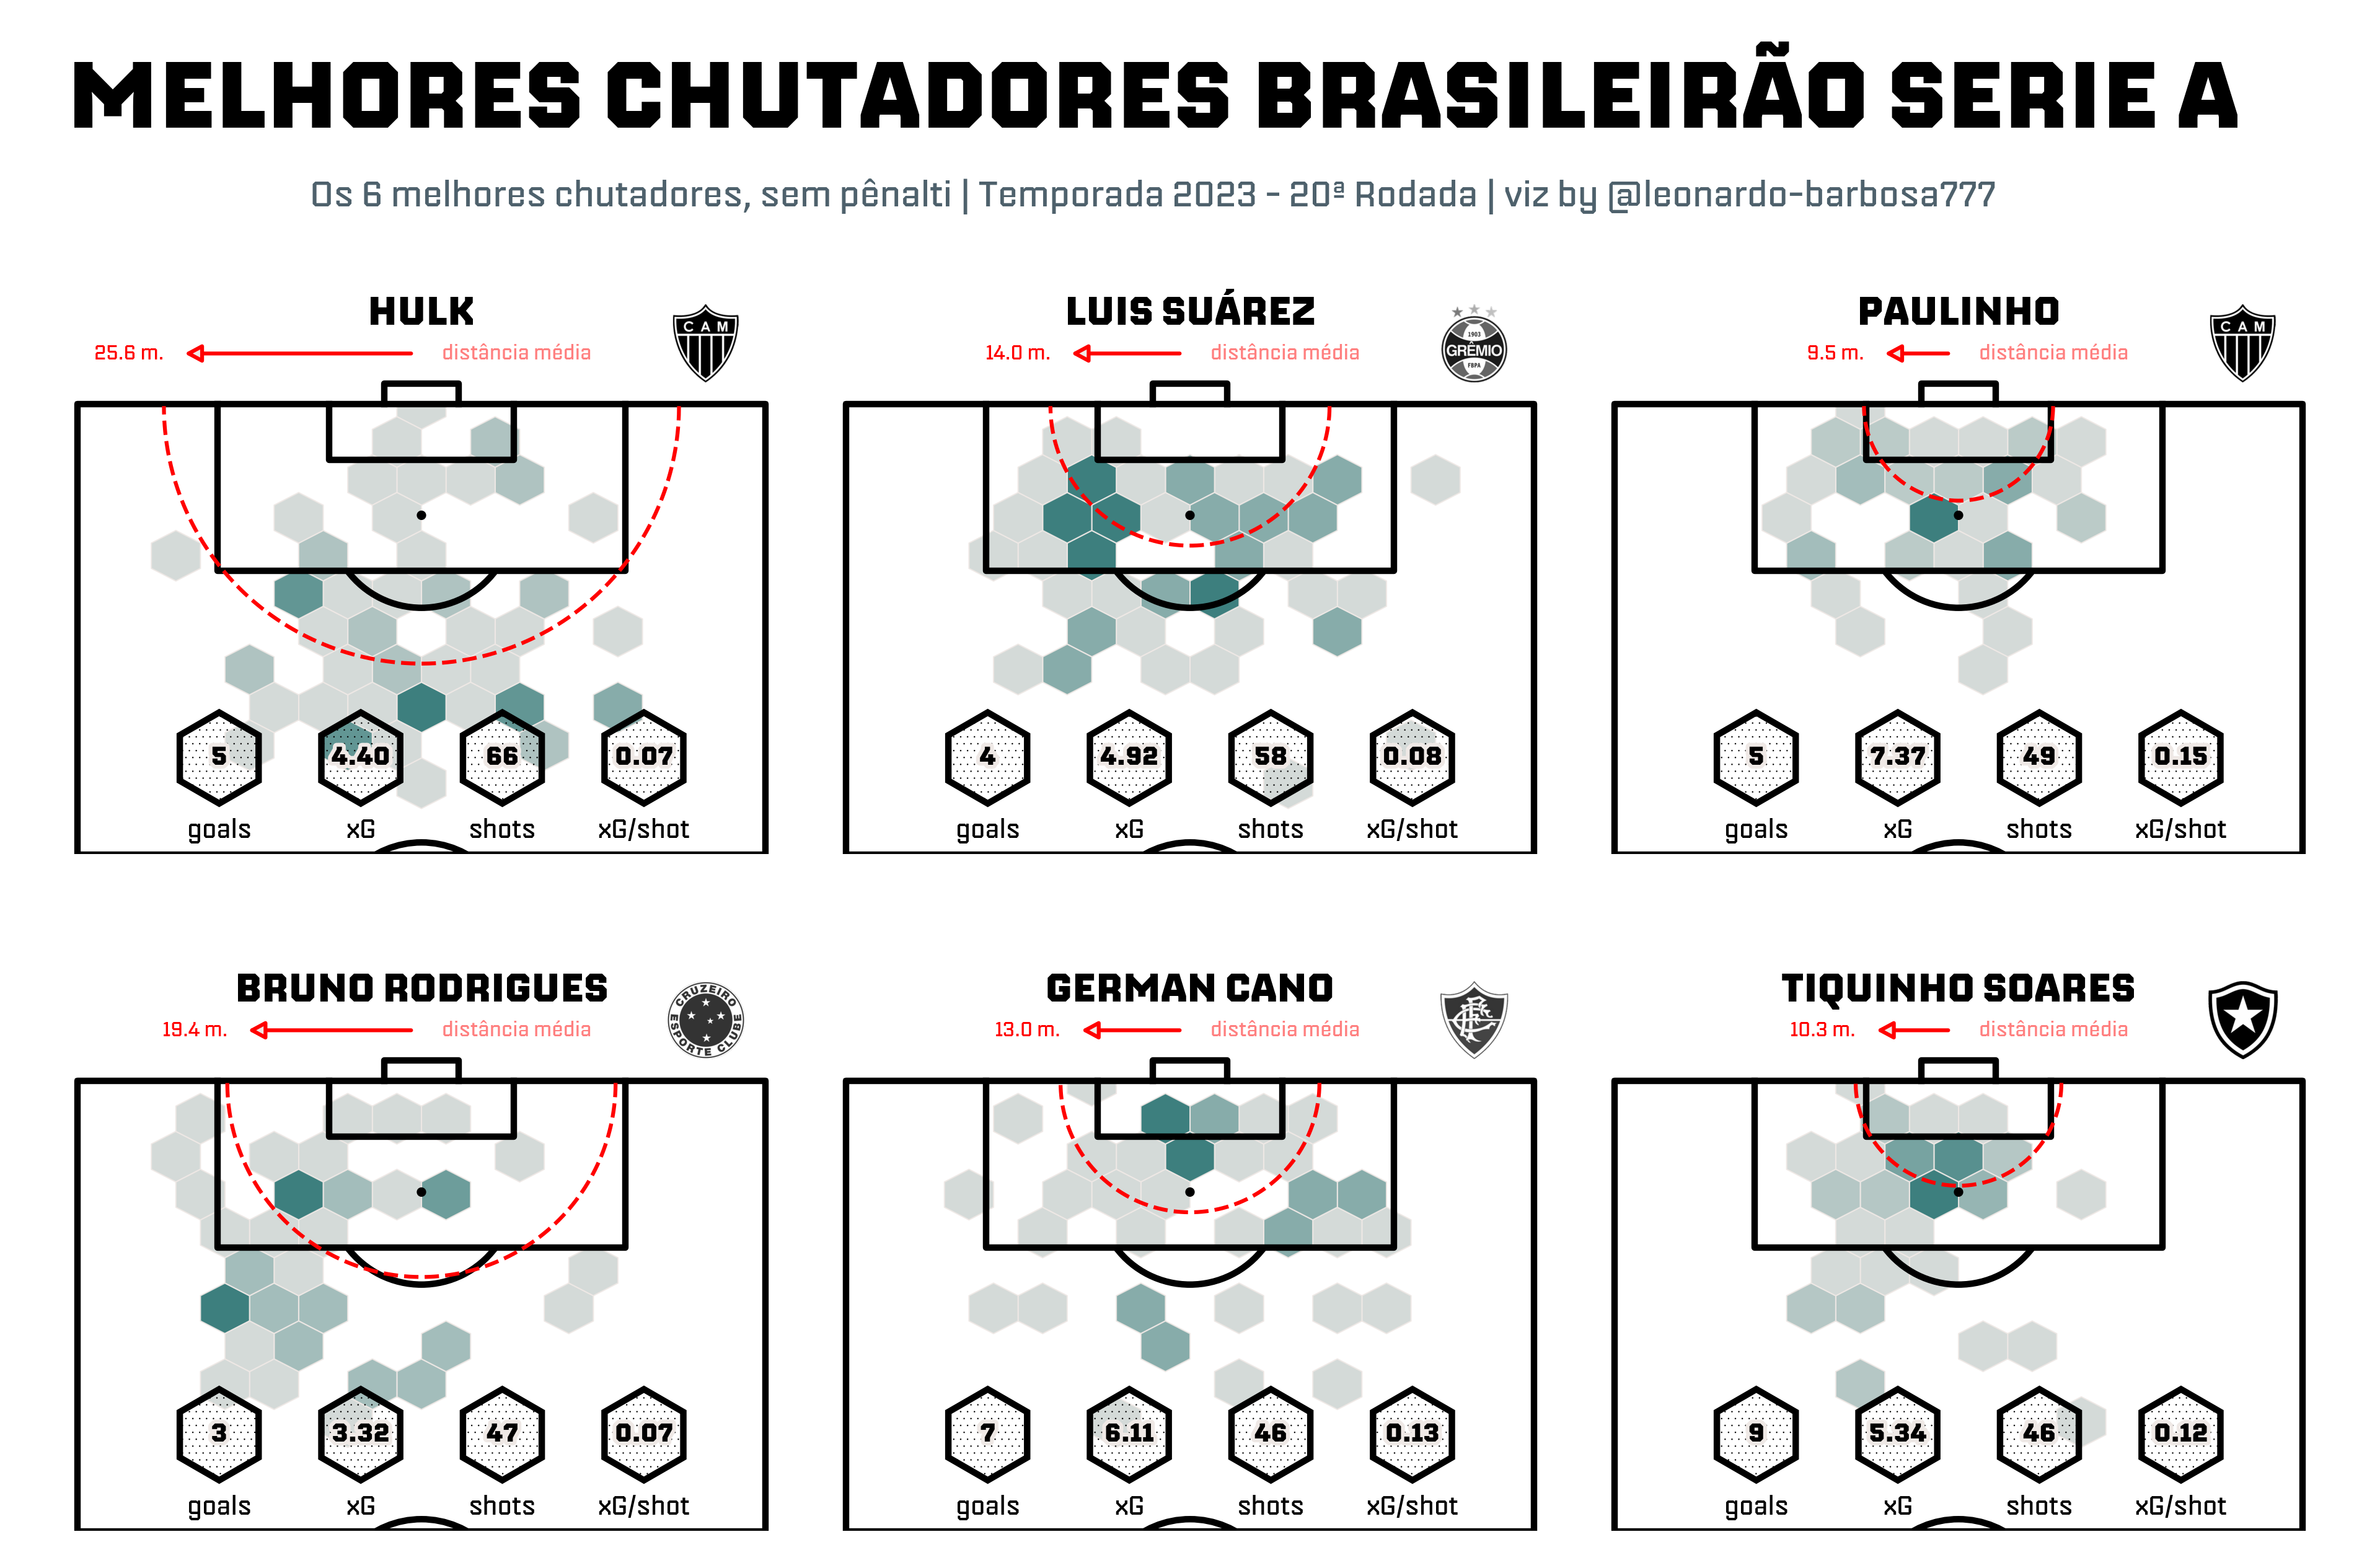 MELHORES CHUTADORES BRASILEIRÃO SERIE A
Os 6 melhores chutadores, sem pênalti | Temporada 2023 - 20ª Rodada | viz by @leonardo-barbosa777
HULK
25.6 m.
distância média
CAM
5
4.40
66
0.07
goals
xG
shots
xG/shot
LUIS SUÁREZ
14.0 m.
distância média
1903
GRÊMIO
FBPA
4
4.92
58
0.08
goals
xG
shots
xG/shot
PAULINHO
9.5 m.
distância média
CAM
5
7.37
49
0.15
goals
xG
shots
xG/shot
BRUNO RODRIGUES
19.4 m.
distância média
CRUZEIRO
ESPORTE CLUBE
3
3.32
47
0.07
goals
xG
shots
xG/shot
GERMAN CANO
13.0 m.
distância média
FFC
7
6.11
46
0.13
goals
xG
shots
xG/shot
TIQUINHO SOARES
10.3 m.
distância média
9
5.34
46
0.12
goals
xG
shots
xG/shot